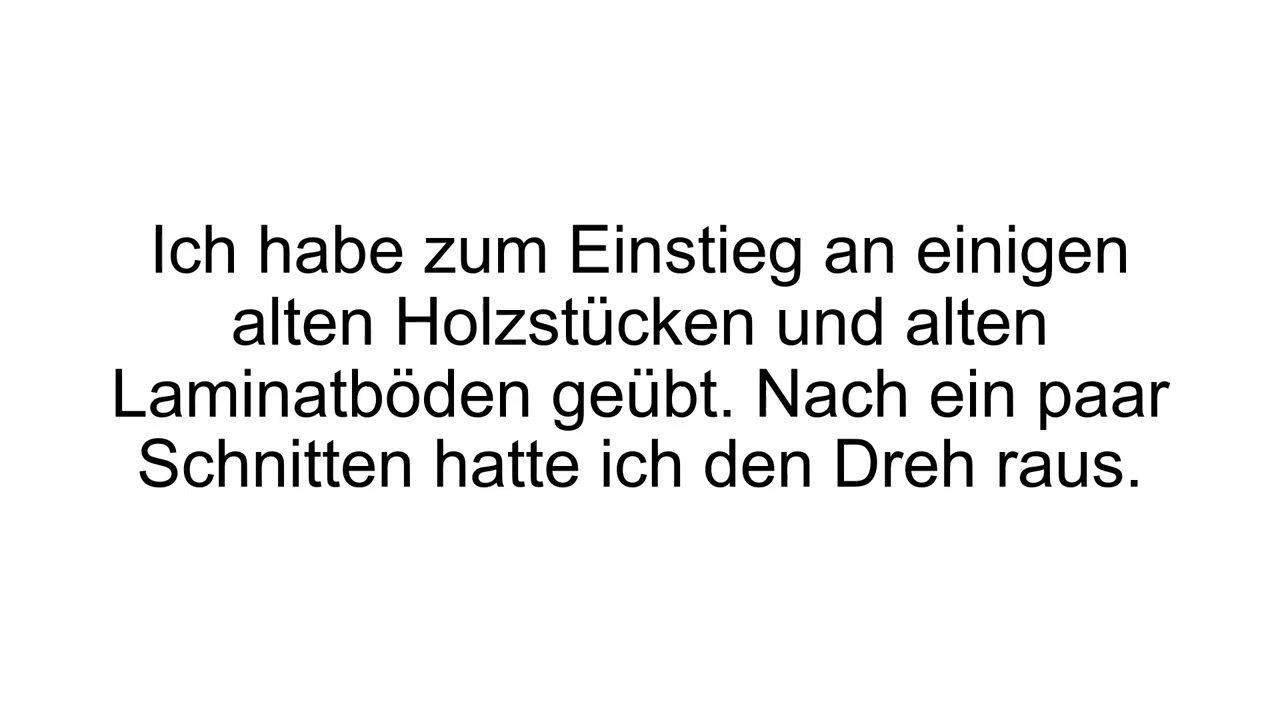 Ich habe zum Einstieg an einigen
alten Holzstücken und alten
Laminatböden geübt. Nach ein paar
Schnitten hatte ich den Dreh raus.